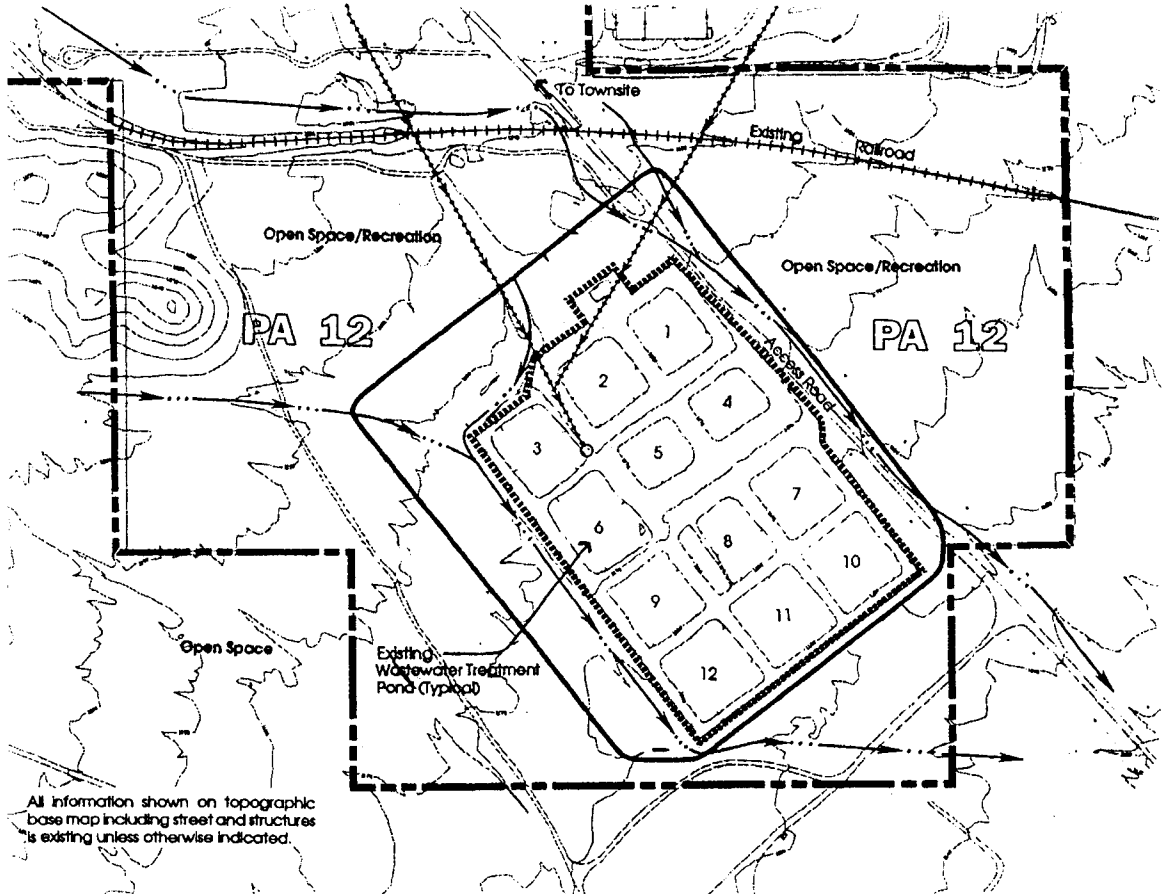 To Townsite
Existing
Railroad
Open Space/Recreation
Open Space/Recreation
PA 12
PA 12
Access Road
1
2
3
4
5
6
7
8
9
10
11
12
Open Space
Existing
Wastewater Treatment
Pond (Typical)
All information shown on topographic
base map including street and structures
is existing unless otherwise indicated.